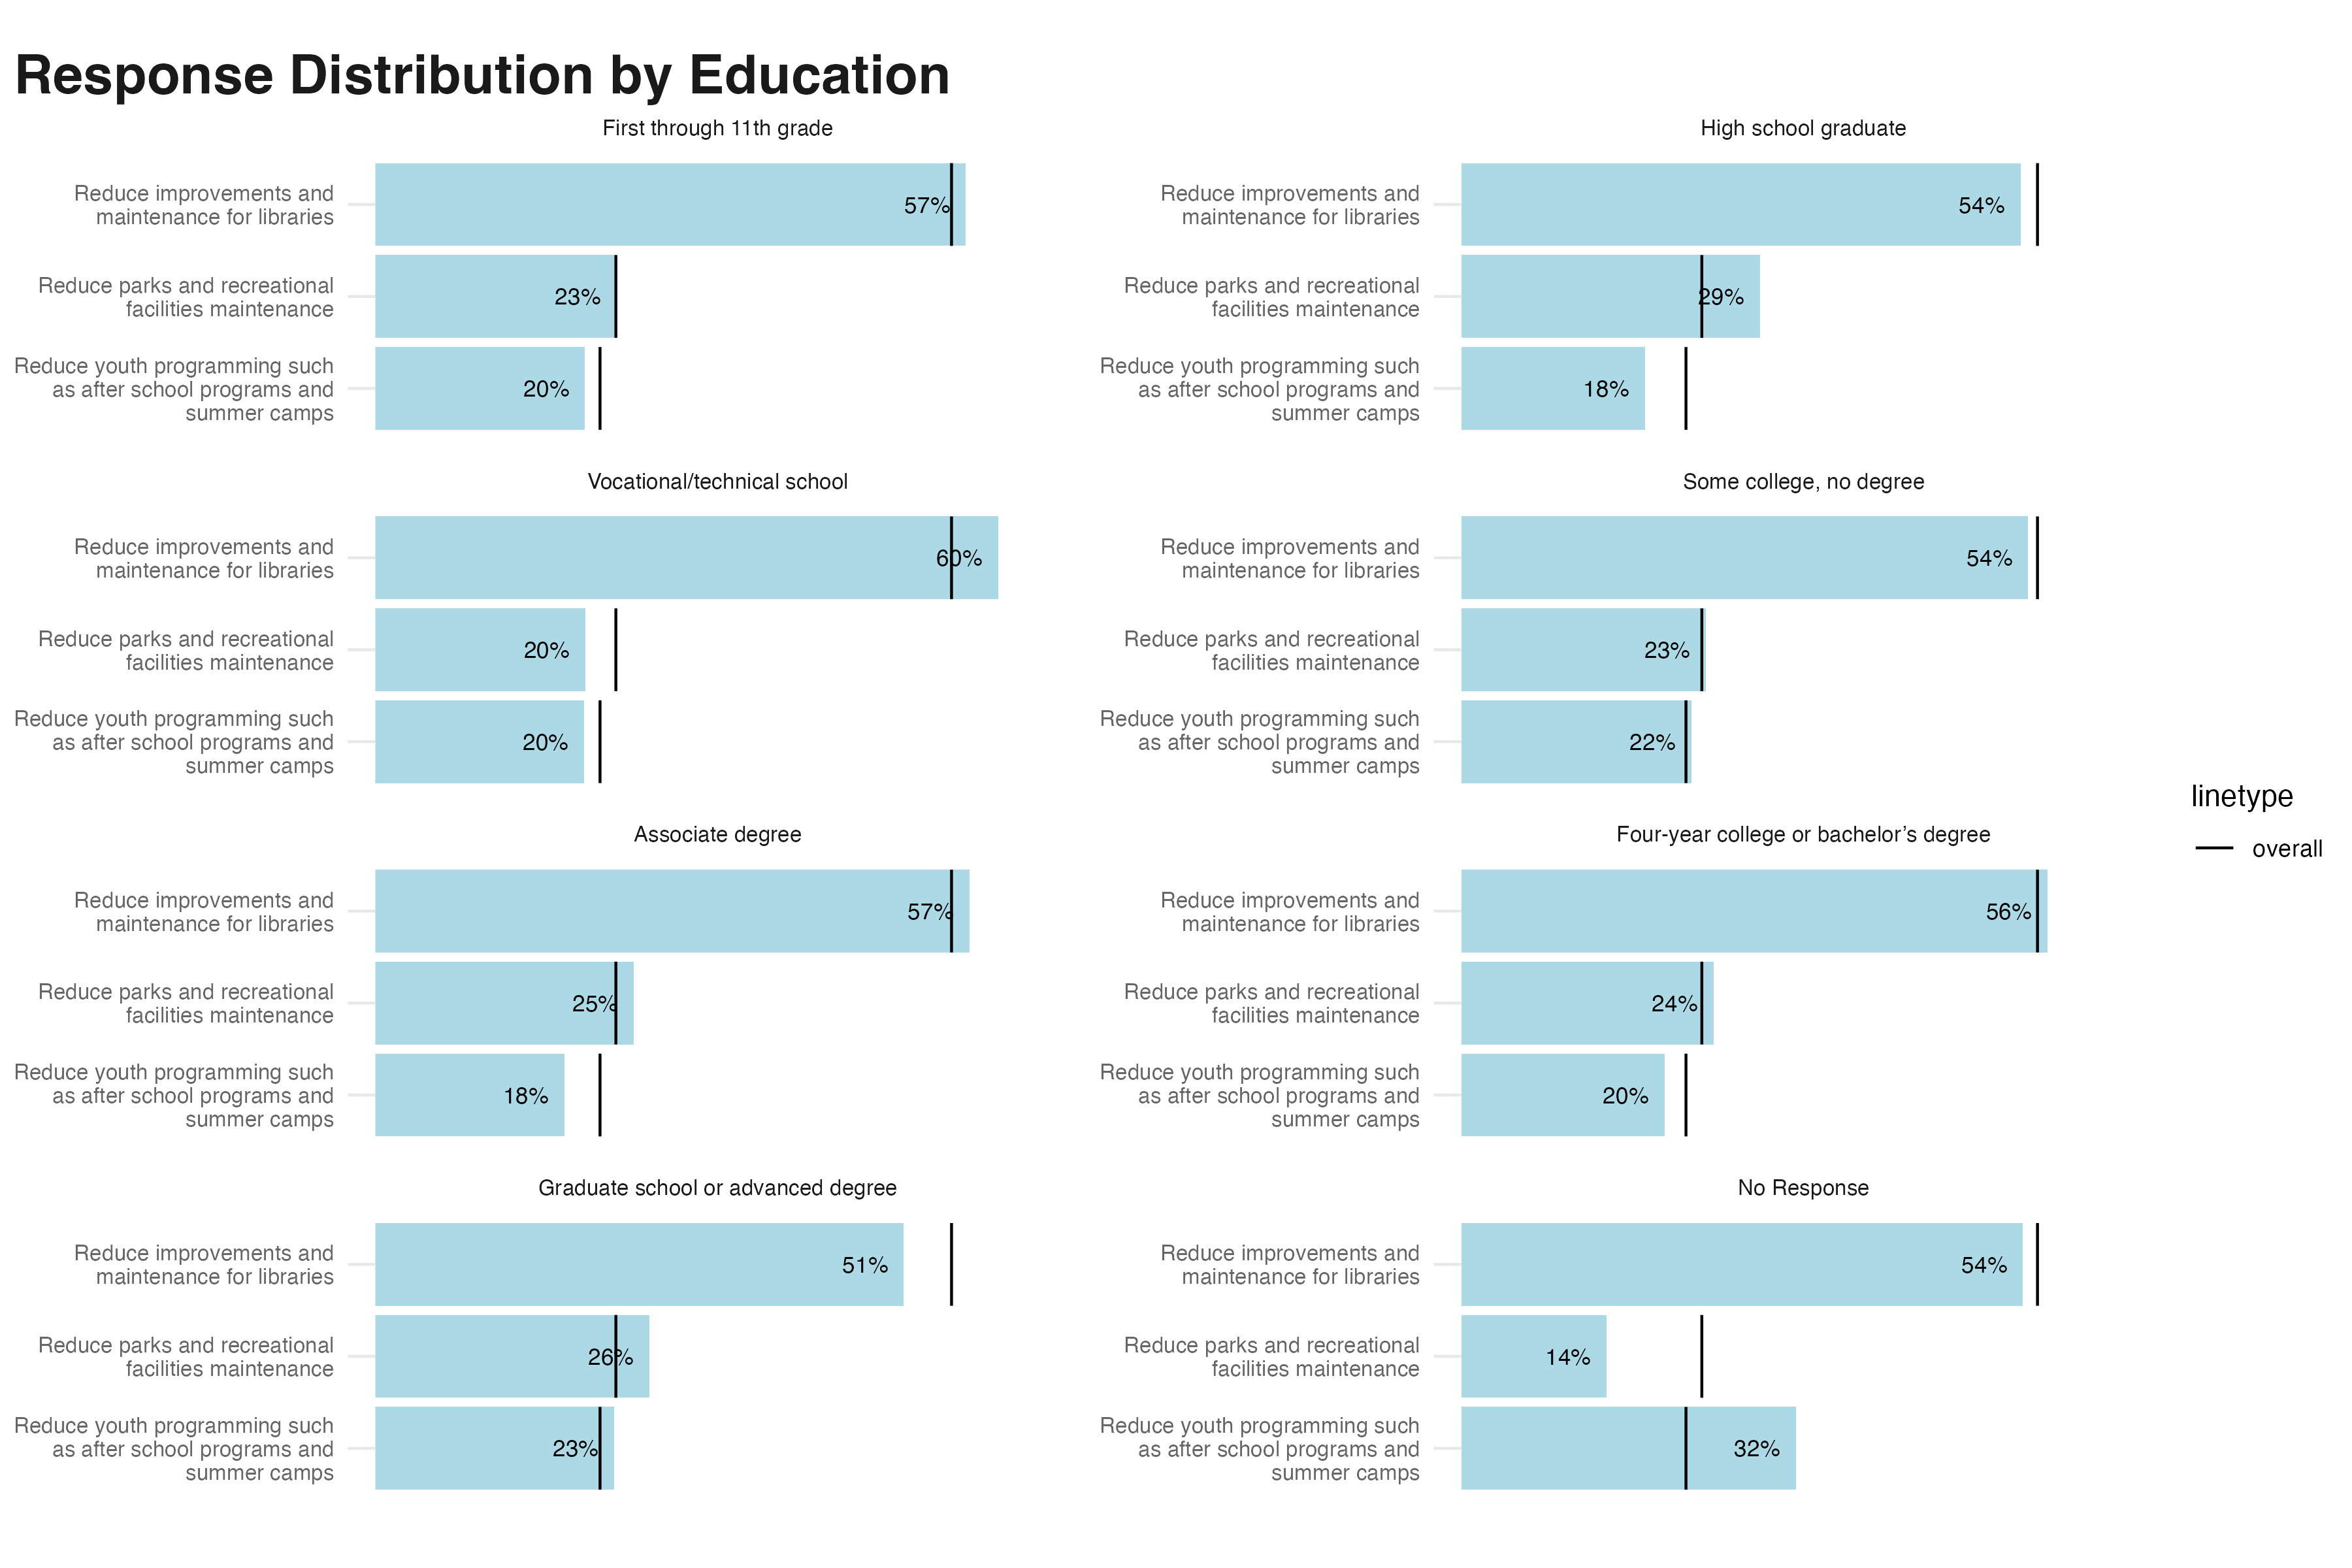 Response Distribution by Education
First through 11th grade
Reduce improvements and
maintenance for libraries
57%
Reduce parks and recreational
facilities maintenance
23%
Reduce youth programming such
as after school programs and
summer camps
20%
High school graduate
Reduce improvements and
maintenance for libraries
54%
Reduce parks and recreational
facilities maintenance
29%
Reduce youth programming such
as after school programs and
summer camps
18%
Vocational/technical school
Reduce improvements and
maintenance for libraries
60%
Reduce parks and recreational
facilities maintenance
20%
Reduce youth programming such
as after school programs and
summer camps
20%
Some college, no degree
Reduce improvements and
maintenance for libraries
54%
Reduce parks and recreational
facilities maintenance
23%
Reduce youth programming such
as after school programs and
summer camps
22%
Associate degree
Reduce improvements and
maintenance for libraries
57%
Reduce parks and recreational
facilities maintenance
25%
Reduce youth programming such
as after school programs and
summer camps
18%
Four-year college or bachelor’s degree
Reduce improvements and
maintenance for libraries
56%
Reduce parks and recreational
facilities maintenance
24%
Reduce youth programming such
as after school programs and
summer camps
20%
Graduate school or advanced degree
Reduce improvements and
maintenance for libraries
51%
Reduce parks and recreational
facilities maintenance
26%
Reduce youth programming such
as after school programs and
summer camps
23%
No Response
Reduce improvements and
maintenance for libraries
54%
Reduce parks and recreational
facilities maintenance
14%
Reduce youth programming such
as after school programs and
summer camps
32%
linetype
overall